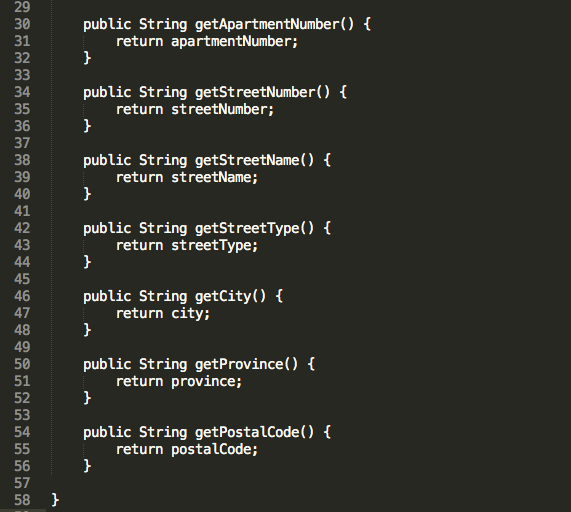 29
30 public String getApartmentNumber() {
31 return apartmentNumber;
32 }
33
34 public String getStreetNumber() {
35 return streetNumber;
36 }
37
38 public String getStreetName() {
39 return streetName;
40 }
41
42 public String getStreetType() {
43 return streetType;
44 }
45
46 public String getCity() {
47 return city;
48 }
49
50 public String getProvince() {
51 return province;
52 }
53
54 public String getPostalCode() {
55 return postalCode;
56 }
57
58 }